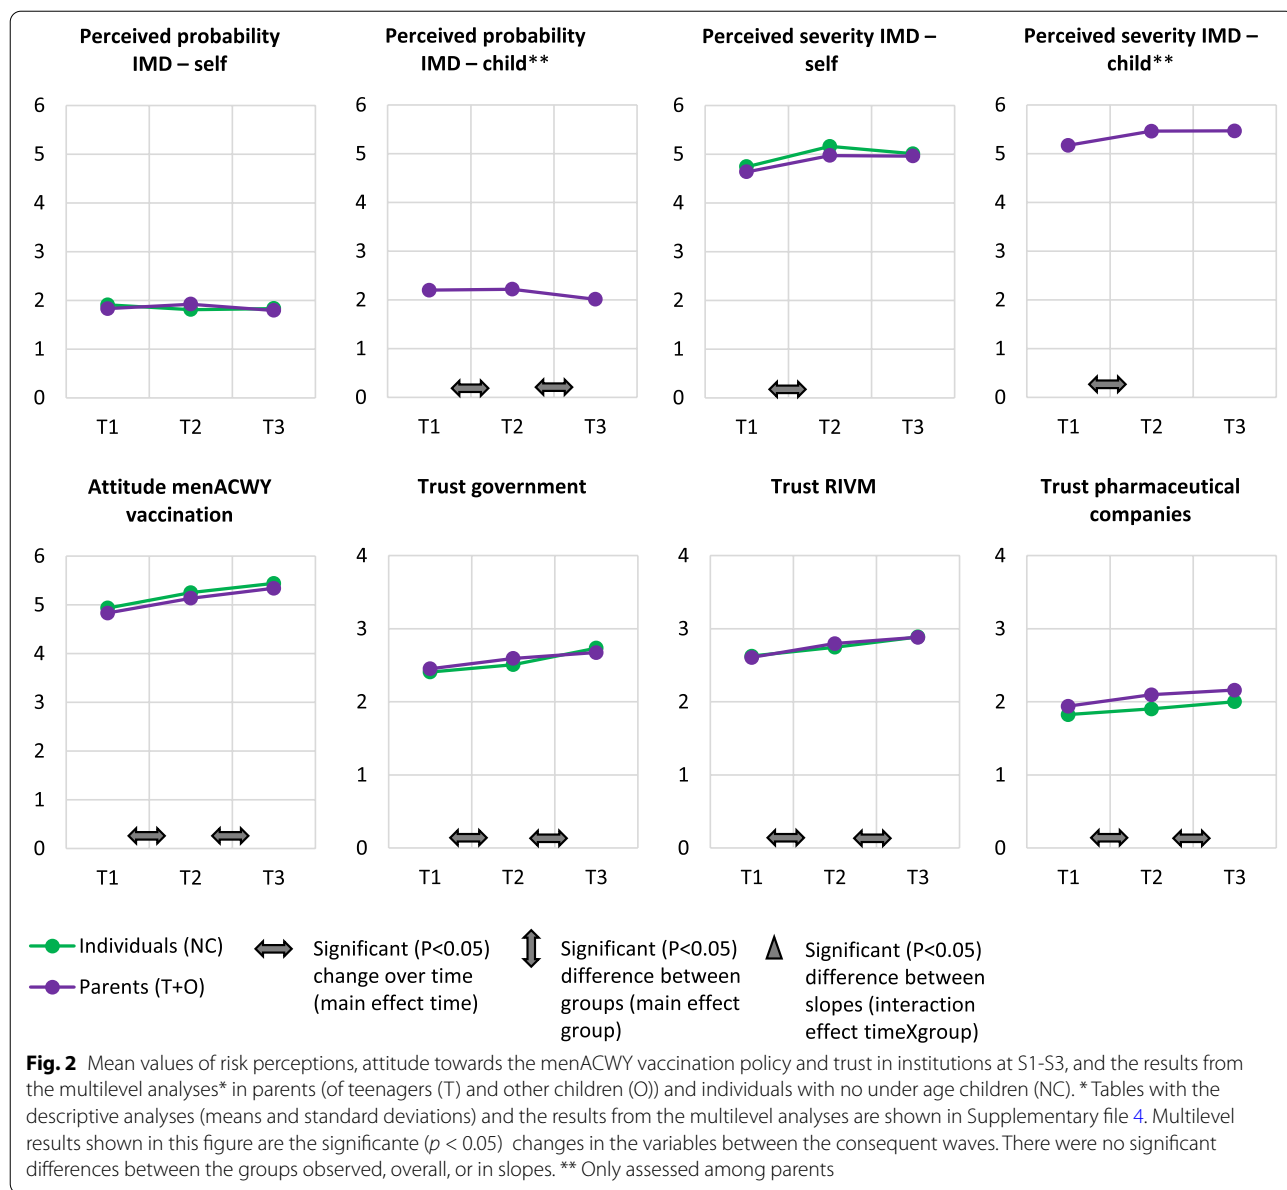 Perceived probability
IMD – self
Perceived probability
IMD – child**
Perceived severity IMD –
self
Perceived severity IMD –
child**
6
5
4
3
2
1
0
T1 T2 T3
6
5
4
3
2
1
0
T1 T2 T3
6
5
4
3
2
1
0
T1 T2 T3
6
5
4
3
2
1
0
T1 T2 T3
Attitude menACWY
vaccination
Trust government
Trust RIVM
Trust pharmaceutical
companies
6
5
4
3
2
1
0
T1 T2 T3
4
3
2
1
0
T1 T2 T3
4
3
2
1
0
T1 T2 T3
4
3
2
1
0
T1 T2 T3
Individuals (NC)
Parents (T+O)
Significant (P<0.05)
change over time
(main effect time)
Significant (P<0.05)
difference between
groups (main effect
group)
Significant (P<0.05)
difference between
slopes (interaction
effect timeXgroup)
Fig. 2 Mean values of risk perceptions, attitude towards the menACWY vaccination policy and trust in institutions at S1-S3, and the results from
the multilevel analyses* in parents (of teenagers (T) and other children (O)) and individuals with no under age children (NC). * Tables with the
descriptive analyses (means and standard deviations) and the results from the multilevel analyses are shown in Supplementary file 4. Multilevel
results shown in this figure are the significante (p < 0.05) changes in the variables between the consequent waves. There were no significant
differences between the groups observed, overall, or in slopes. ** Only assessed among parents